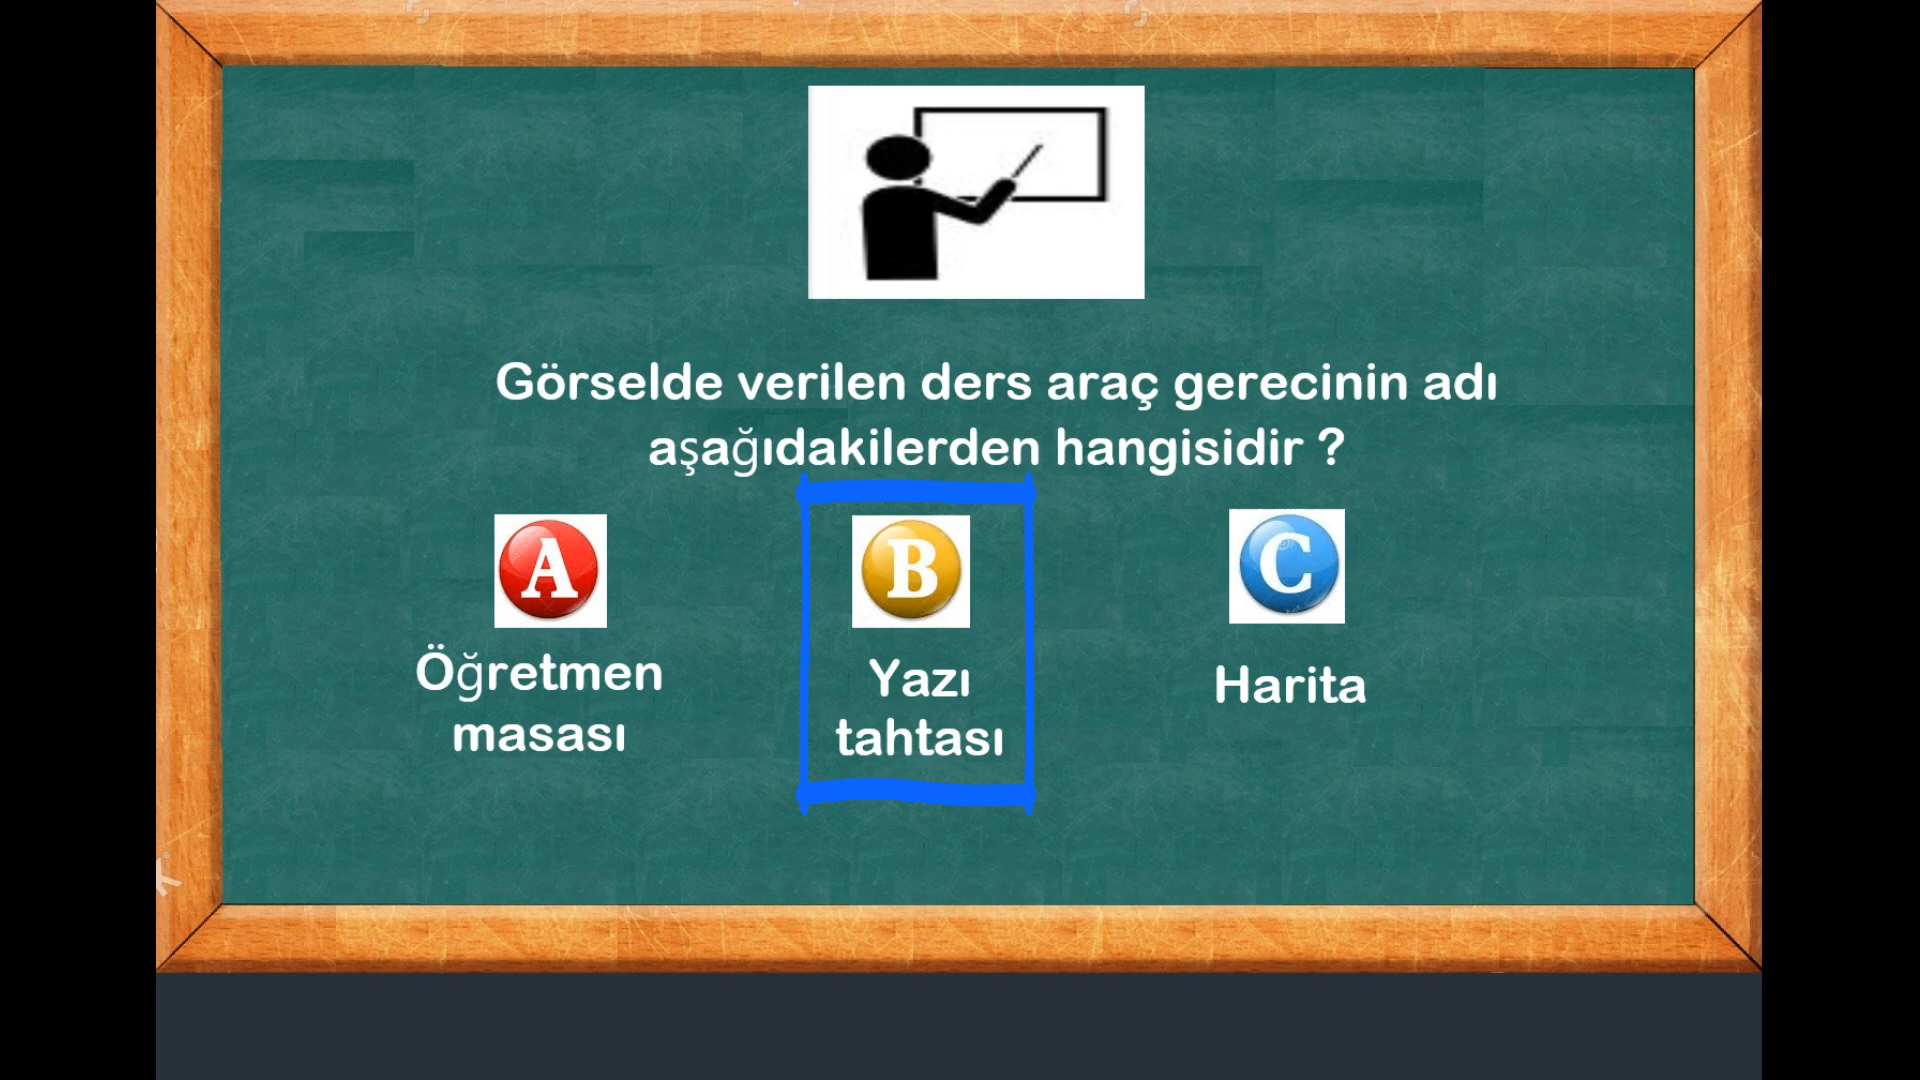 Görselde verilen ders araç gerecinin adı
aşağıdakilerden hangisidir ?
A
Öğretmen
masası
B
Yazı
tahtası
C
Harita